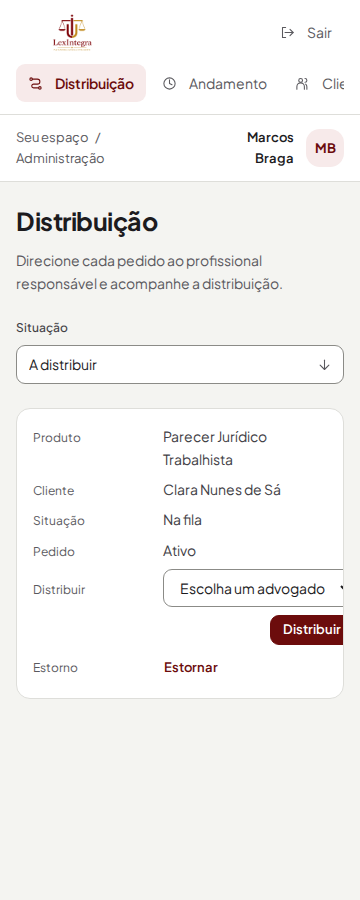 LexIntegra
Sair
Distribuição
Andamento
Clie
Seu espaço /
Administração
Marcos
Braga
MB
Distribuição
Direcione cada pedido ao profissional
responsável e acompanhe a distribuição.
Situação
A distribuir
Produto
Parecer Jurídico
Trabalhista
Cliente
Clara Nunes de Sá
Situação
Na fila
Pedido
Ativo
Distribuir
Escolha um advogado
Distribuir
Estorno
Estornar